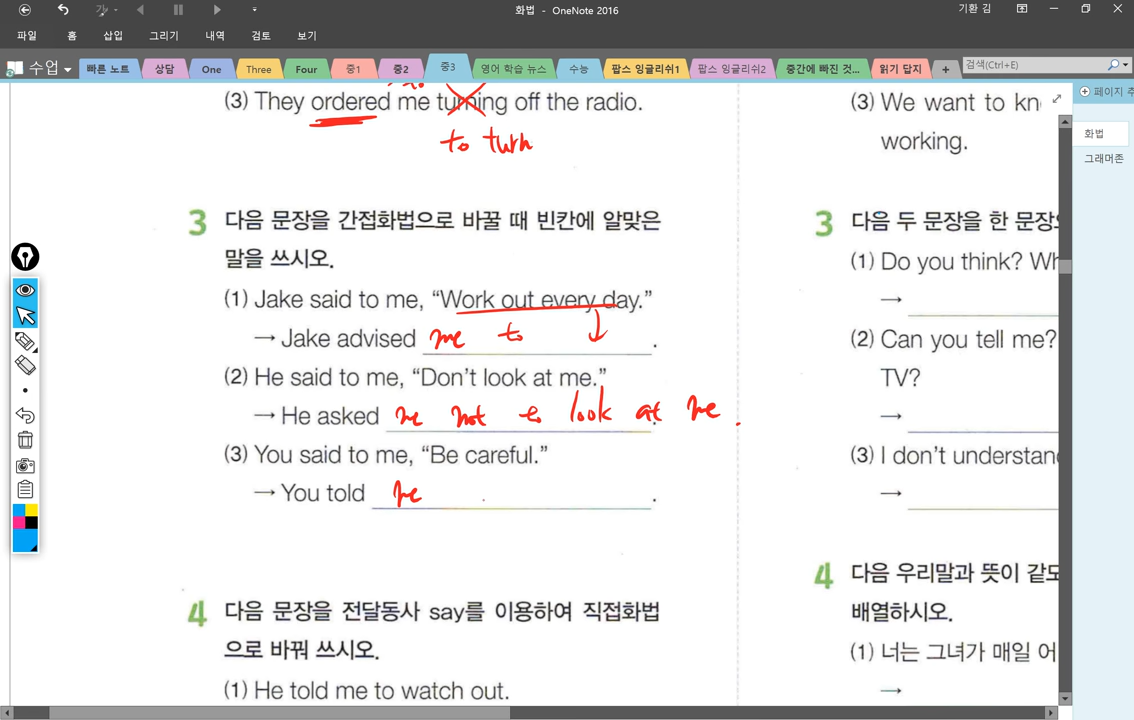 가
화법 - OneNote 2016
기환 김
파일 홈 삽입 그리기 내역 검토 보기
수업 빠른 노트 상담 One Three Four 중1 중2 중3 영어 학습 뉴스 수능 팝스 잉글리쉬1 팝스 잉글리쉬2 중간에 빠진 것... 읽기 답지 + 검색(Ctrl+E)
페이지 추
화법
그래머존
(3) They ordered me turning off the radio.
to turn
3 다음 문장을 간접화법으로 바꿀 때 빈칸에 알맞은
말을 쓰시오.
(1) Jake said to me, “Work out every day.”
→ Jake advised me to ↓ .
(2) He said to me, “Don’t look at me.”
→ He asked me not to look at me .
(3) You said to me, “Be careful.”
→ You told me .
4 다음 문장을 전달동사 say를 이용하여 직접화법
으로 바꿔 쓰시오.
(1) He told me to watch out.
(3) We want to kn
working.
3 다음 두 문장을 한 문장으
(1) Do you think? Wh
→
(2) Can you tell me?
TV?
→
(3) I don’t understan
→
4 다음 우리말과 뜻이 같도
배열하시오.
(1) 너는 그녀가 매일 어
→